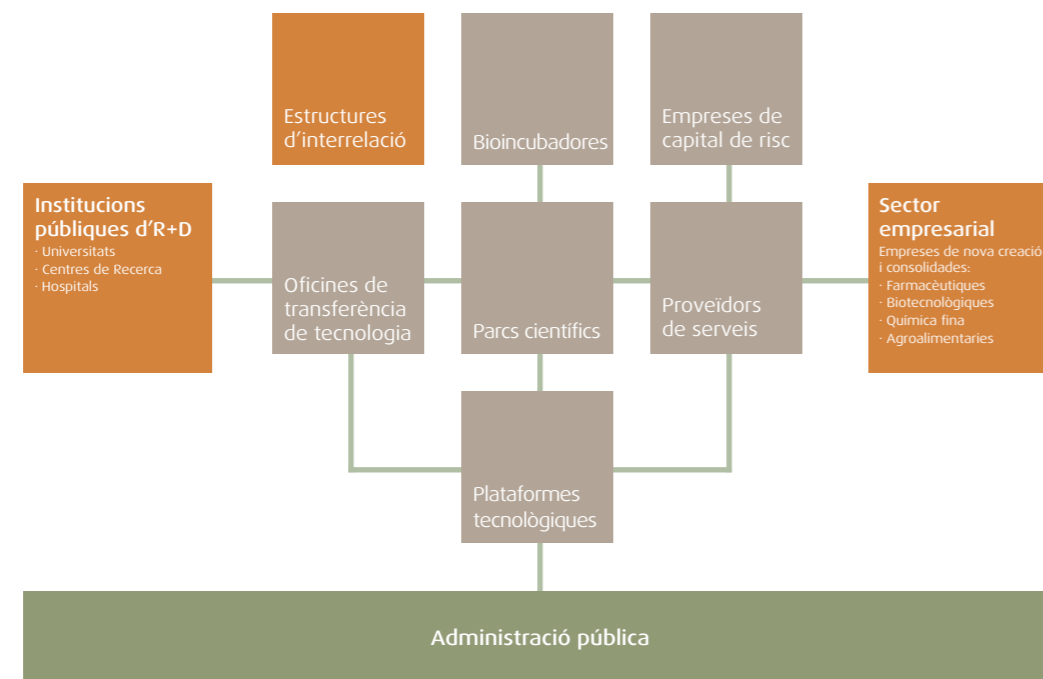 Estructures
d'interrelació
Bioincubadores
Empreses de
capital de risc
Institucions
públiques d'R+D
· Universitats
· Centres de Recerca
· Hospitals
Oficines de
transferència
de tecnologia
Parcs científics
Proveïdors
de serveis
Sector
empresarial
Empreses de nova creació
i consolidades:
· Farmacèutiques
· Biotecnològiques
· Química fina
· Agroalimentaries
Plataformes
tecnològiques
Administració pública